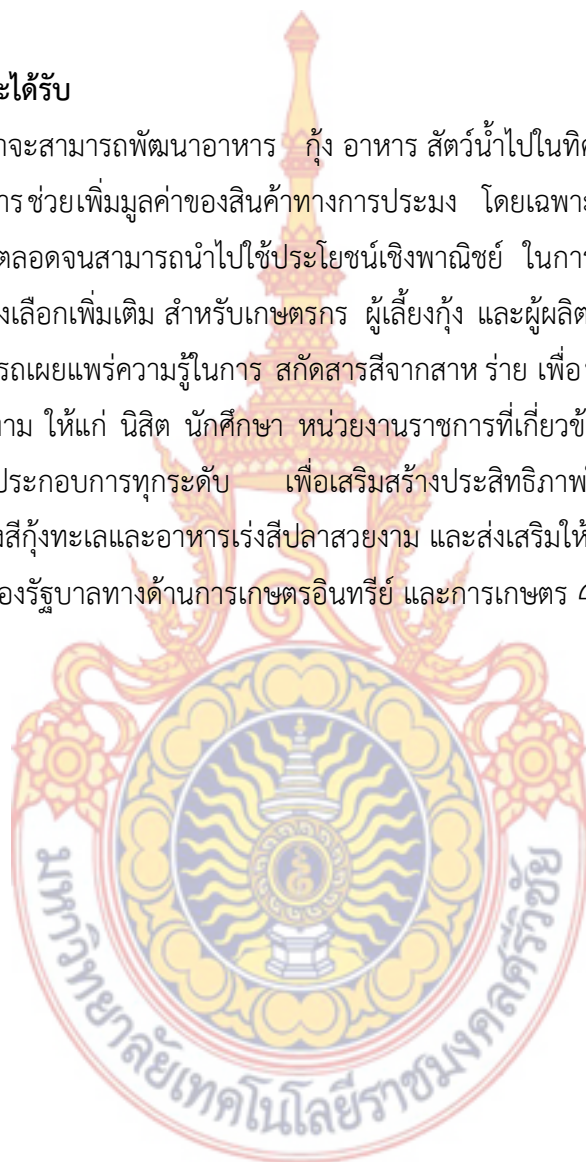 ะได้รับ
าจะสามารถพัฒนาอาหาร กุ้ง อาหาร สัตว์น้ำไปในทิศ
าร ช่วยเพิ่มมูลค่าของสินค้าทางการประมง โดยเฉพาะ
ตลอดจนสามารถนำไปใช้ประโยชน์เชิงพาณิชย์ ในการ
งเลือกเพิ่มเติม สำหรับเกษตรกร ผู้เลี้ยงกุ้ง และผู้ผลิต
รถเผยแพร่ความรู้ในการ สกัดสารสีจากสาห ร่าย เพื่อ
งาม ให้แก่ นิสิต นักศึกษา หน่วยงานราชการที่เกี่ยวข้
ประกอบการทุกระดับ เพื่อเสริมสร้างประสิทธิภาพ
งสีกุ้งทะเลและอาหารเร่งสีปลาสวยงาม และส่งเสริมให้
องรัฐบาลทางด้านการเกษตรอินทรีย์ และการเกษตร 4
มหาวิทยาลัยเทคโนโลยีราชมงคลศรีวิชัย